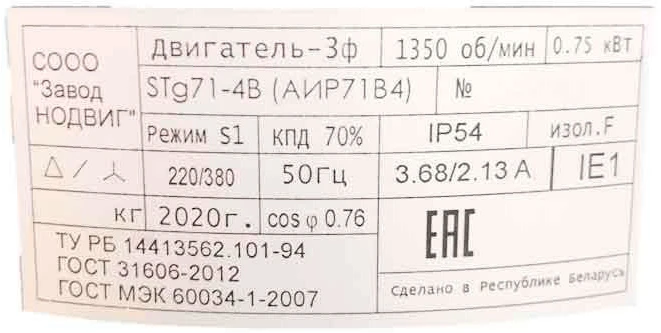 СООО
"Завод
НОДВИГ"
Двигатель-3ф
1350 об/мин
0.75 кВт
STg71-4B (АИР71В4)
№
Режим S1
КПД 70%
IP54
изол.F
Δ / ⅄
220/380
50Гц
3.68/2.13 А
IE1
кг
2020г.
cos φ 0.76
ТУ РБ 14413562.101-94
ГОСТ 31606-2012
ГОСТ МЭК 60034-1-2007
ЕАС
Сделано в Республике Беларусь